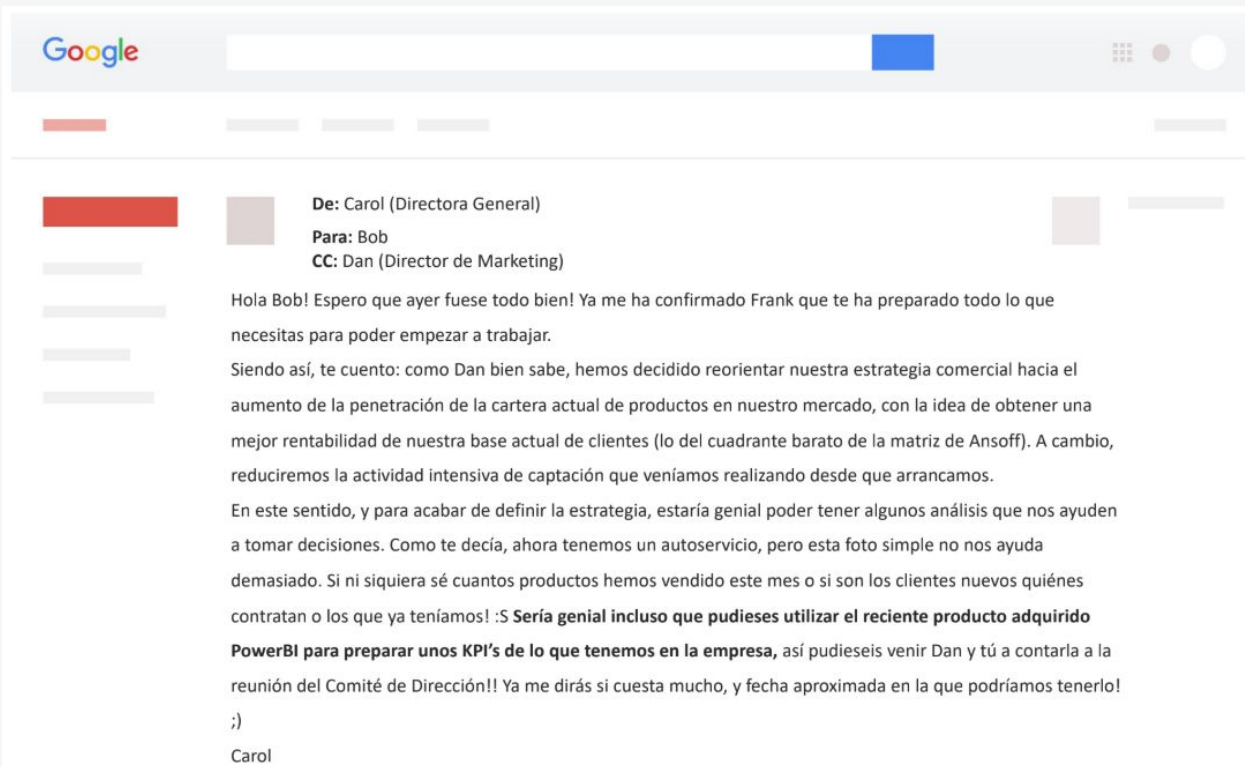 Google
De: Carol (Directora General)
Para: Bob
CC: Dan (Director de Marketing)
Hola Bob! Espero que ayer fuese todo bien! Ya me ha confirmado Frank que te ha preparado todo lo que
necesitas para poder empezar a trabajar.
Siendo así, te cuento: como Dan bien sabe, hemos decidido reorientar nuestra estrategia comercial hacia el
aumento de la penetración de la cartera actual de productos en nuestro mercado, con la idea de obtener una
mejor rentabilidad de nuestra base actual de clientes (lo del cuadrante barato de la matriz de Ansoff). A cambio,
reduciremos la actividad intensiva de captación que veníamos realizando desde que arrancamos.
En este sentido, y para acabar de definir la estrategia, estaría genial poder tener algunos análisis que nos ayuden
a tomar decisiones. Como te decía, ahora tenemos un autoservicio, pero esta foto simple no nos ayuda
demasiado. Si ni siquiera sé cuantos productos hemos vendido este mes o si son los clientes nuevos quiénes
contratan o los que ya teníamos! :S Sería genial incluso que pudieses utilizar el reciente producto adquirido
PowerBI para preparar unos KPI’s de lo que tenemos en la empresa, así pudieseis venir Dan y tú a contarla a la
reunión del Comité de Dirección!! Ya me dirás si cuesta mucho, y fecha aproximada en la que podríamos tenerlo!
;)
Carol